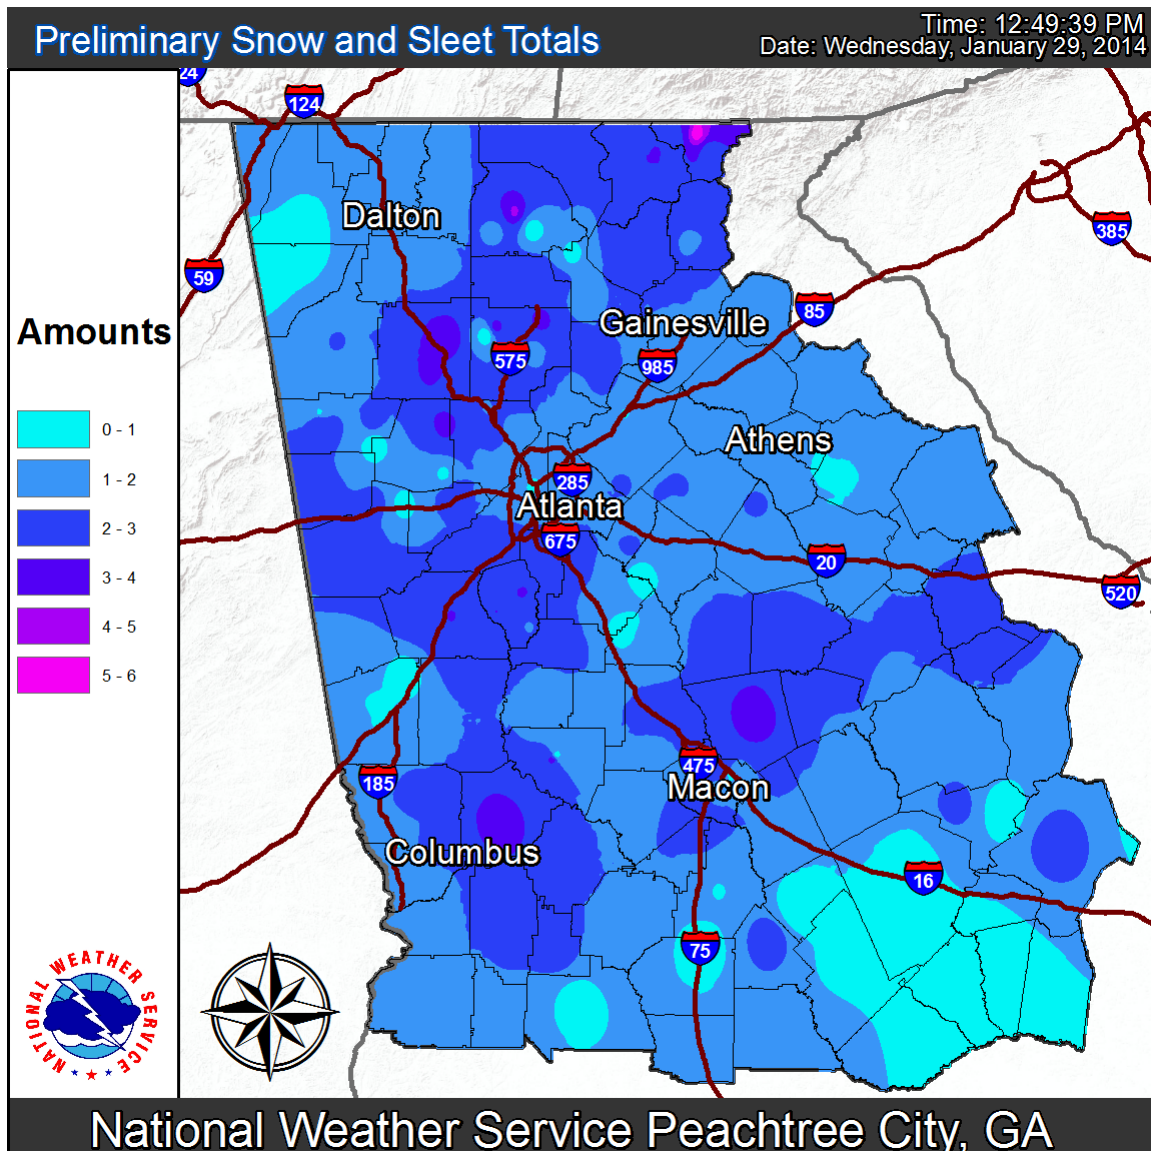 Preliminary Snow and Sleet Totals
Time: 12:49:39 PM
Date: Wednesday, January 29, 2014
24
124
Dalton
385
59
85
Amounts
Gainesville
575
985
0 - 1
Athens
1 - 2
285
Atlanta
2 - 3
675
20
3 - 4
520
4 - 5
5 - 6
475
185
Macon
Columbus
16
75
NATIONAL WEATHER SERVICE
National Weather Service Peachtree City, GA